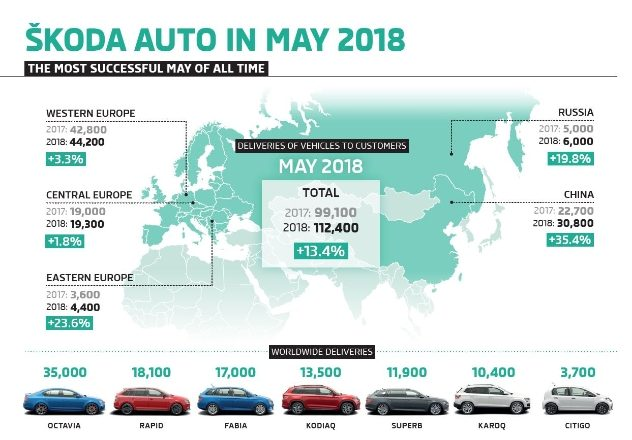 ŠKODA AUTO IN MAY 2018
THE MOST SUCCESSFUL MAY OF ALL TIME
WESTERN EUROPE
2017: 42,800
2018: 44,200
+3.3%
CENTRAL EUROPE
2017: 19,000
2018: 19,300
+1.8%
EASTERN EUROPE
2017: 3,600
2018: 4,400
+23.6%
DELIVERIES OF VEHICLES TO CUSTOMERS
MAY 2018
TOTAL
2017: 99,100
2018: 112,400
+13.4%
RUSSIA
2017: 5,000
2018: 6,000
+19.8%
CHINA
2017: 22,700
2018: 30,800
+35.4%
WORLDWIDE DELIVERIES
35,000 18,100 17,000 13,500 11,900 10,400 3,700
OCTAVIA RAPID FABIA KODIAQ SUPERB KAROQ CITIGO